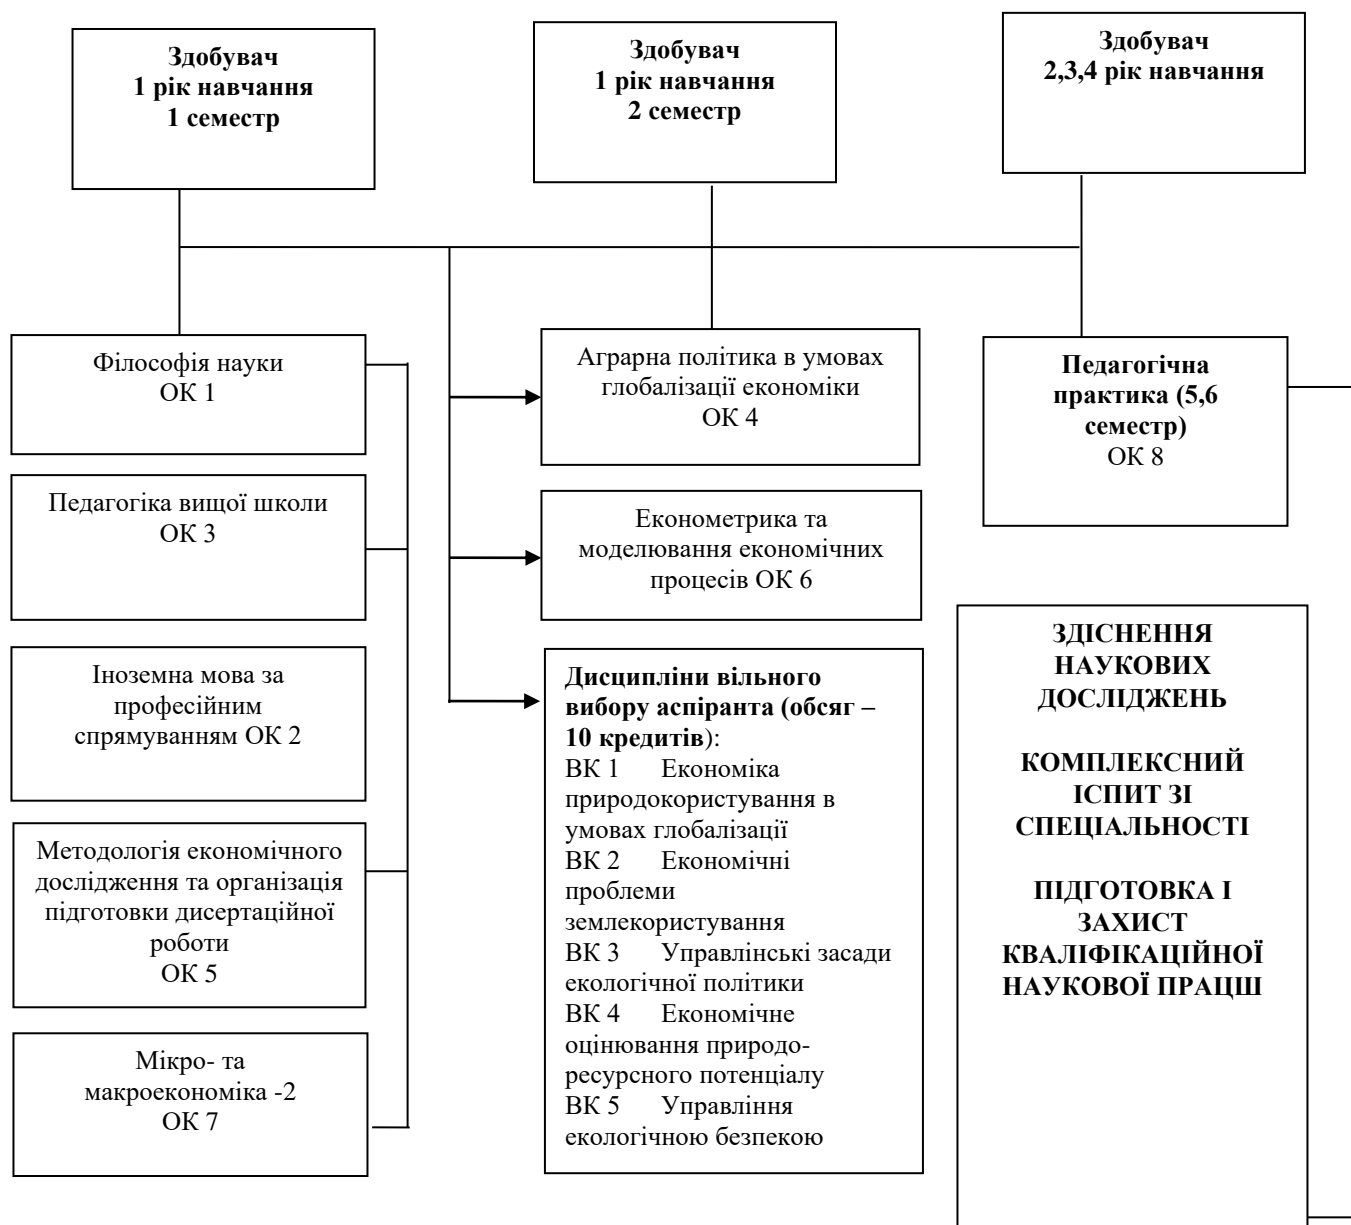 Здобувач
1 рік навчання
1 семестр
Здобувач
1 рік навчання
2 семестр
Здобувач
2,3,4 рік навчання
Філософія науки
ОК 1
Педагогіка вищої школи
ОК 3
Іноземна мова за
професійним
спрямуванням ОК 2
Методологія економічного
дослідження та організація
підготовки дисертаційної
роботи
ОК 5
Мікро- та
макроекономіка -2
ОК 7
Аграрна політика в умовах
глобалізації економіки
ОК 4
Економетрика та
моделювання економічних
процесів ОК 6
Дисципліни вільного
вибору аспіранта (обсяг –
10 кредитів):
ВК 1 Економіка
природокористування в
умовах глобалізації
ВК 2 Економічні
проблеми
землекористування
ВК 3 Управлінські засади
екологічної політики
ВК 4 Економічне
оцінювання природо-
ресурсного потенціалу
ВК 5 Управління
екологічною безпекою
Педагогічна
практика (5,6
семестр)
ОК 8
ЗДІСНЕННЯ
НАУКОВИХ
ДОСЛІДЖЕНЬ
КОМПЛЕКСНИЙ
ІСПИТ ЗІ
СПЕЦІАЛЬНОСТІ
ПІДГОТОВКА І
ЗАХИСТ
КВАЛІФІКАЦІЙНОЇ
НАУКОВОЇ ПРАЦШ